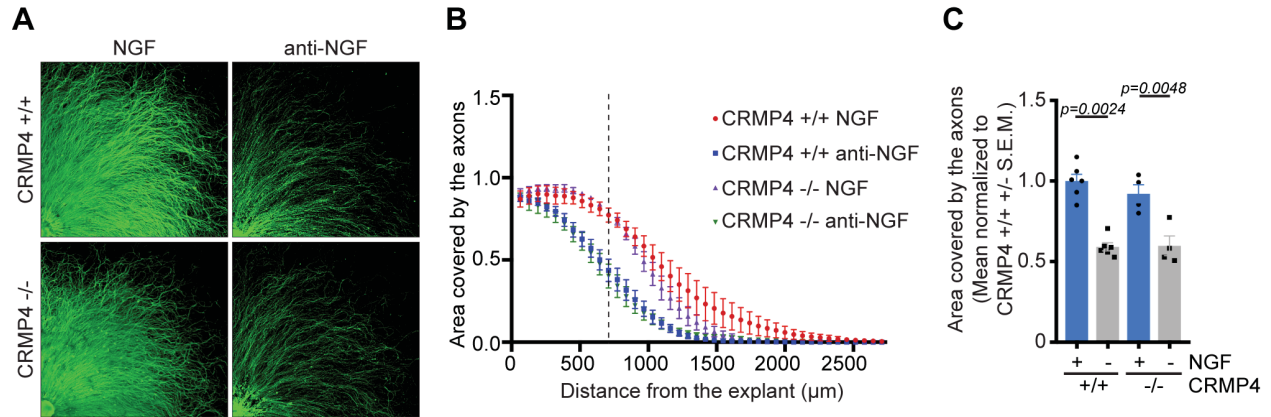 A
NGF
anti-NGF
CRMP4 +/+
CRMP4 -/-
B
Area covered by the axons
1.5
1.0
0.5
0.0
0
500
1000
1500
2000
2500
Distance from the explant (µm)
CRMP4 +/+ NGF
CRMP4 +/+ anti-NGF
CRMP4 -/- NGF
CRMP4 -/- anti-NGF
C
Area covered by the axons
(Mean normalized to
CRMP4 +/+ +/- S.E.M.)
1.5
1.0
0.5
0
p=0.0024
p=0.0048
+ - + - NGF
+/+ -/- CRMP4